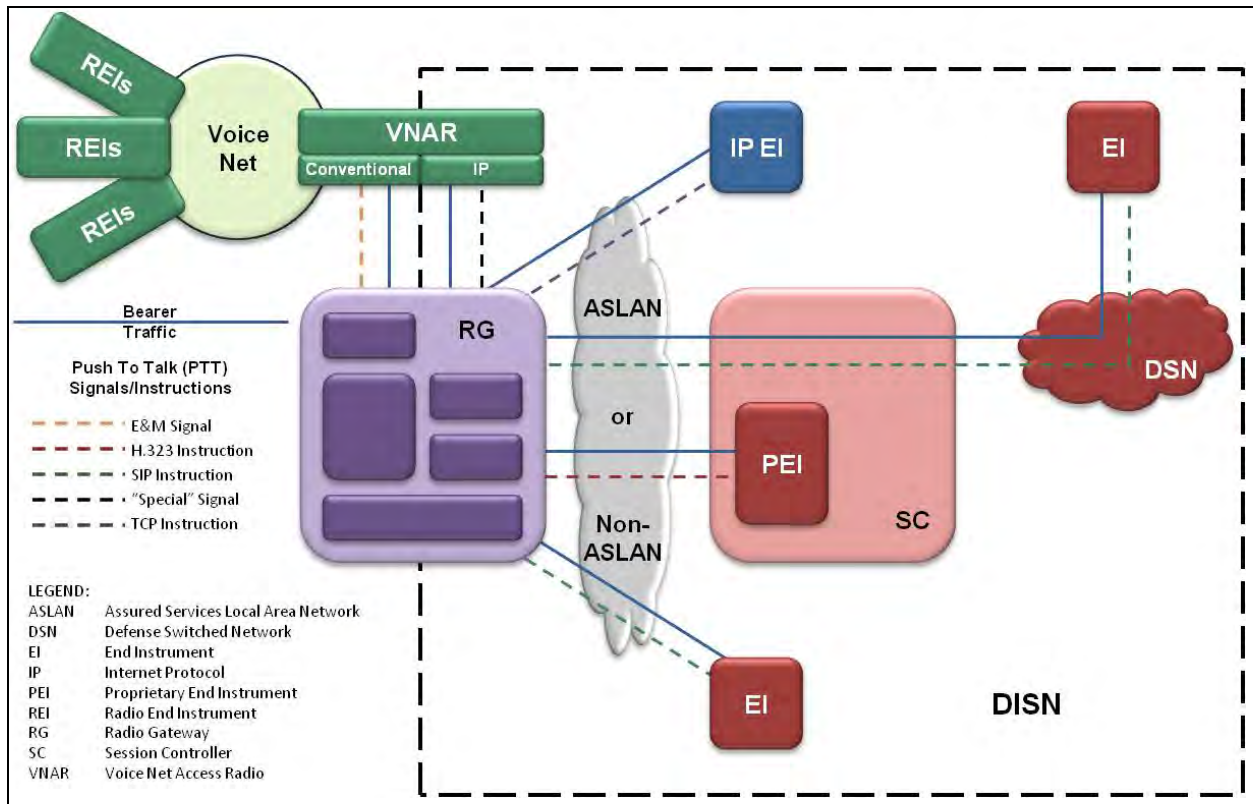 REIs
REIs
REIs
Voice
Net
VNAR
Conventional
IP
IP EI
EI
Bearer
Traffic
Push To Talk (PTT)
Signals/Instructions
E&M Signal
H.323 Instruction
SIP Instruction
“Special” Signal
TCP Instruction
RG
ASLAN
or
Non-
ASLAN
PEI
SC
DSN
EI
DISN
LEGEND:
ASLAN Assured Services Local Area Network
DSN Defense Switched Network
EI End Instrument
IP Internet Protocol
PEI Proprietary End Instrument
REI Radio End Instrument
RG Radio Gateway
SC Session Controller
VNAR Voice Net Access Radio